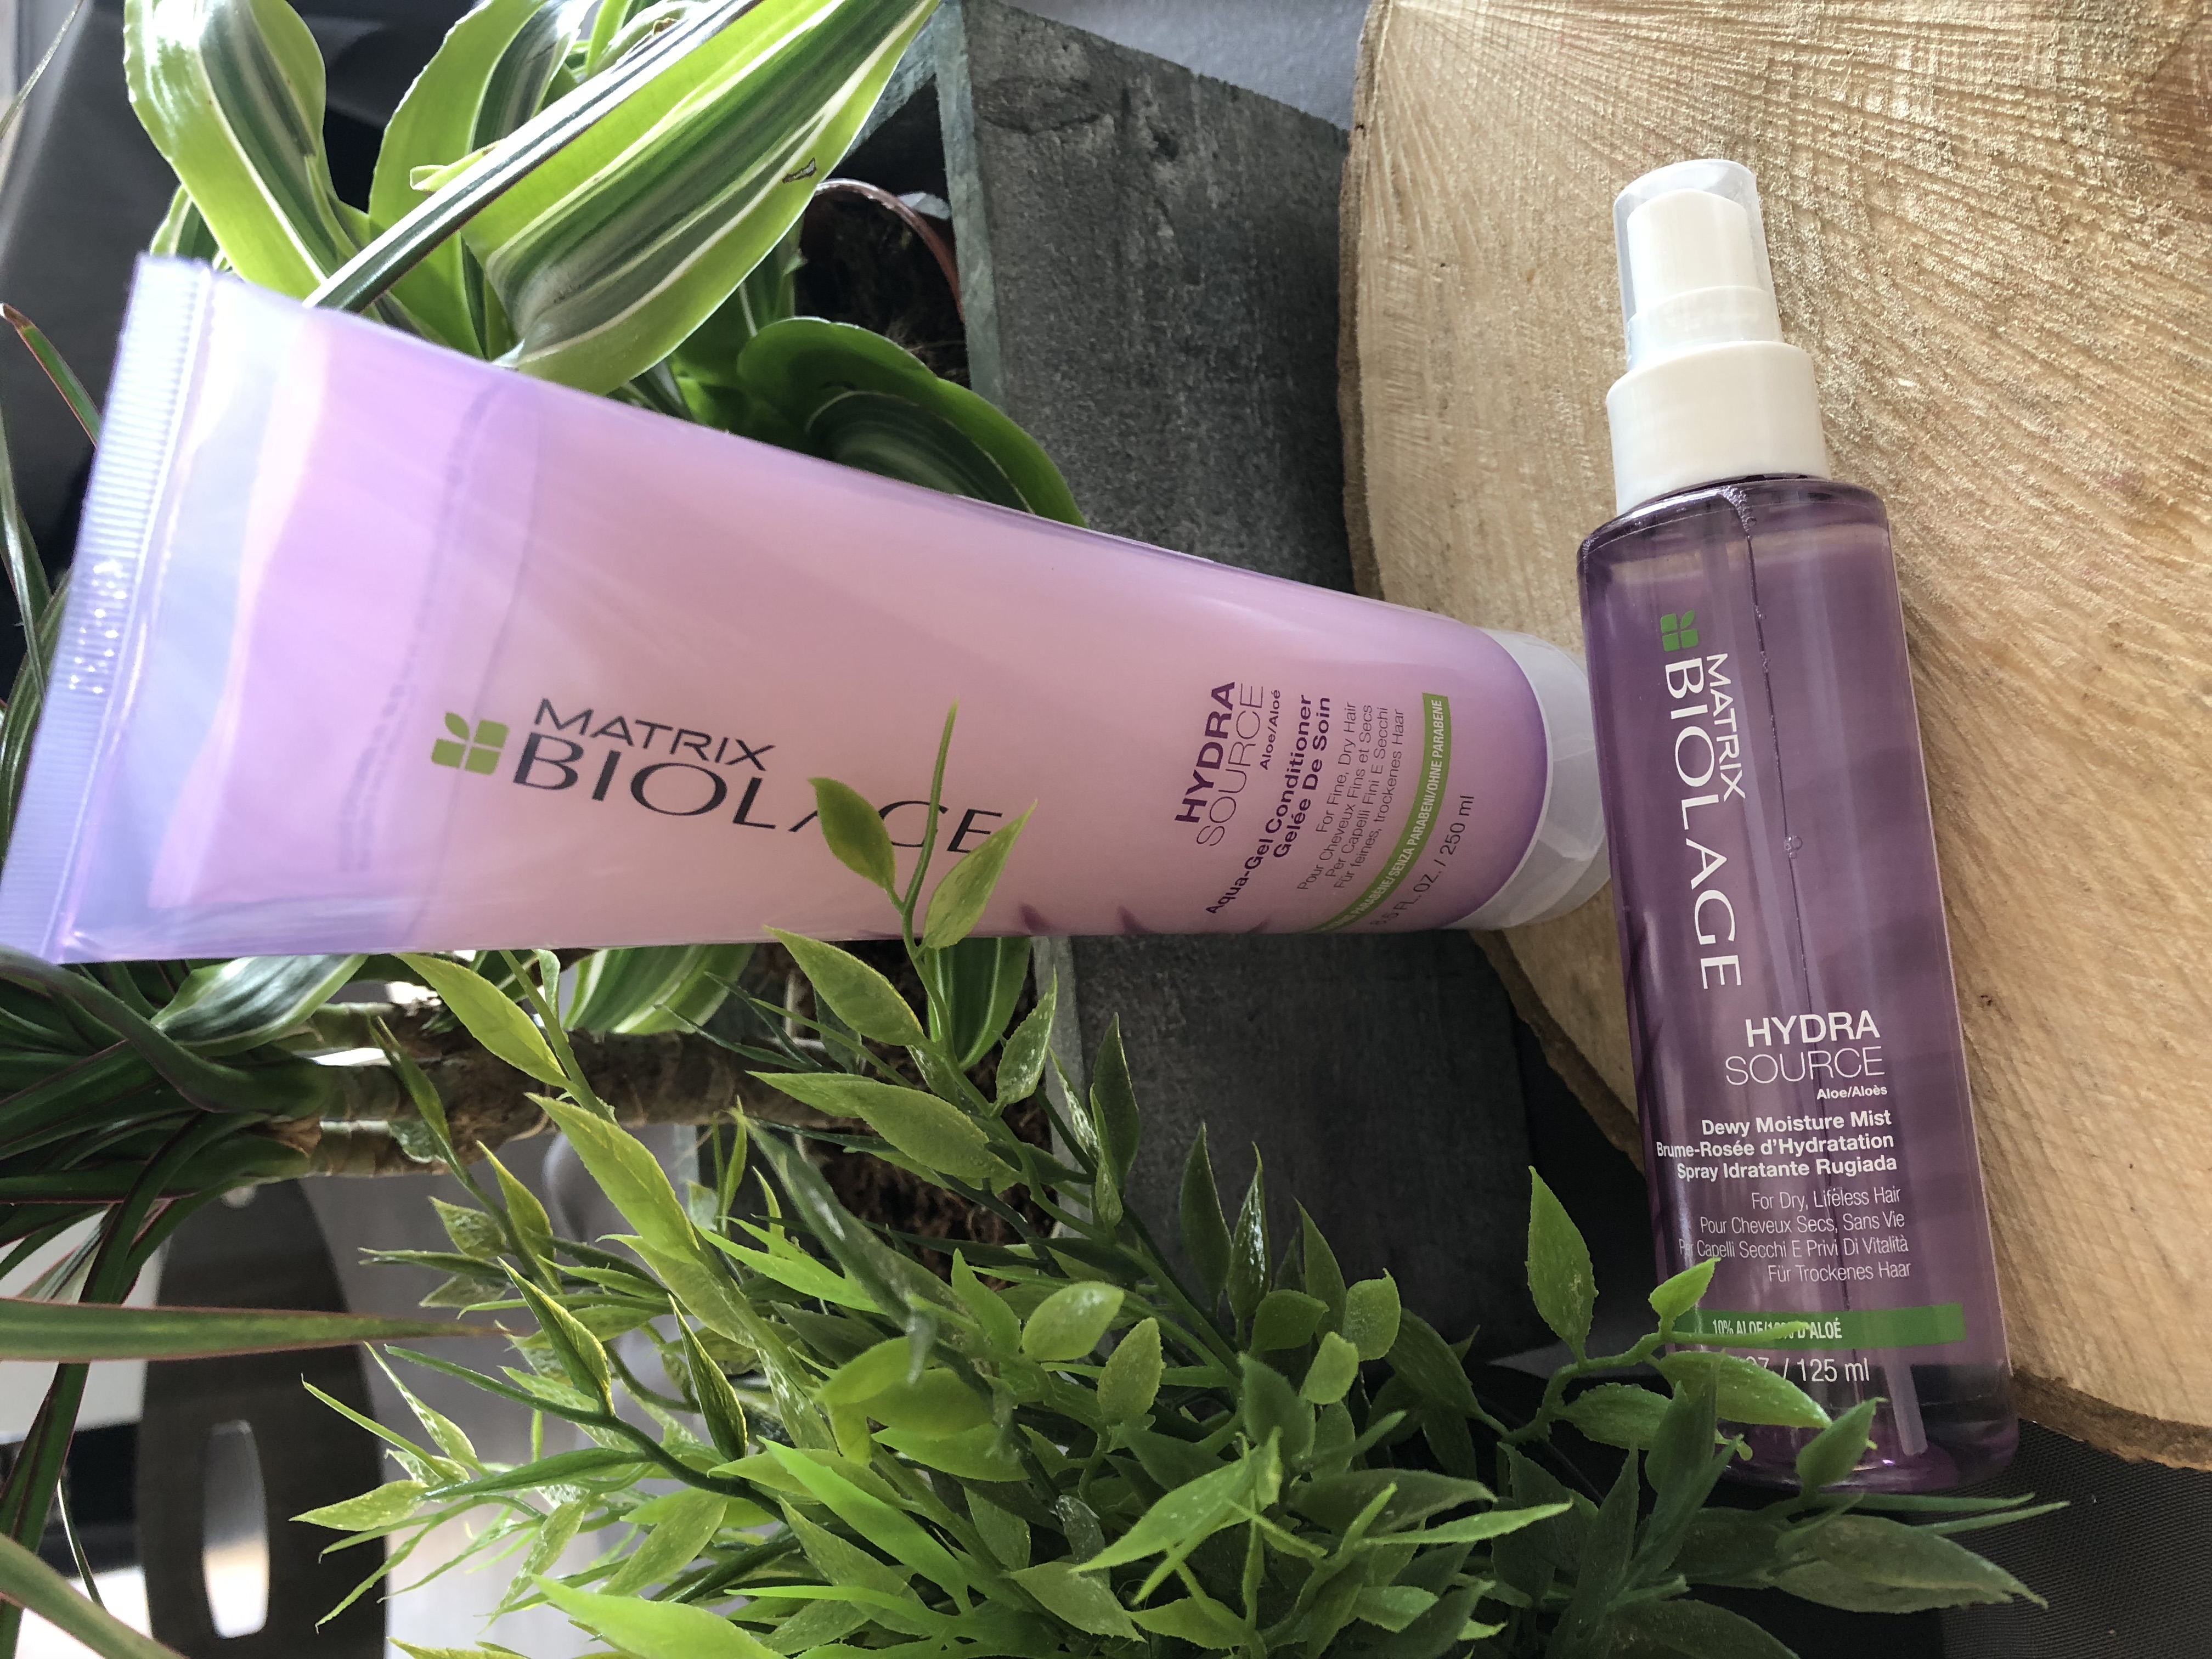 MATRIX
BIOLAGE
HYDRA
SOURCE
Aloe/Aloé
Aqua-Gel Conditioner
Gelée De Soin
For Fine, Dry Hair
Pour Cheveux Fins et Secs
Per Capelli Fini E Secchi
Für feines, trockenes Haar
PARABÈNE/SENZA PARABENI/OHNE PARABENE
8.5 FL.OZ. / 250 ml
MATRIX
BIOLAGE
HYDRA
SOURCE
Aloe/Aloès
Dewy Moisture Mist
Brume-Rosée d'Hydratation
Spray Idratante Rugiada
For Dry, Lifeless Hair
Pour Cheveux Secs, Sans Vie
Per Capelli Secchi E Privi Di Vitalità
Für Trockenes Haar
10% D'ALOÉ
/ 125 ml